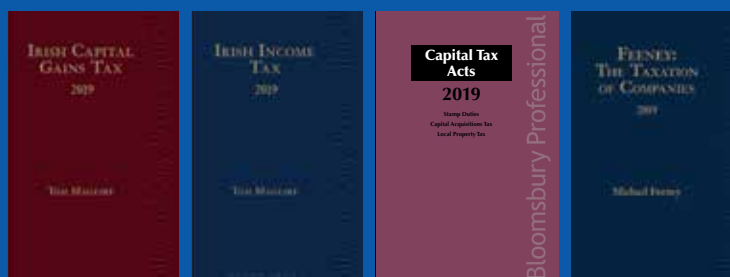 IRISH CAPITAL
GAINS TAX
2019
TOM MAGUIRE
IRISH INCOME
TAX
2019
TOM MAGUIRE
Capital Tax
Acts
2019
Stamp Duties
Capital Acquisitions Tax
Local Property Tax
Bloomsbury Professional
FEENEY:
THE TAXATION
OF COMPANIES
2019
Michael Feeney